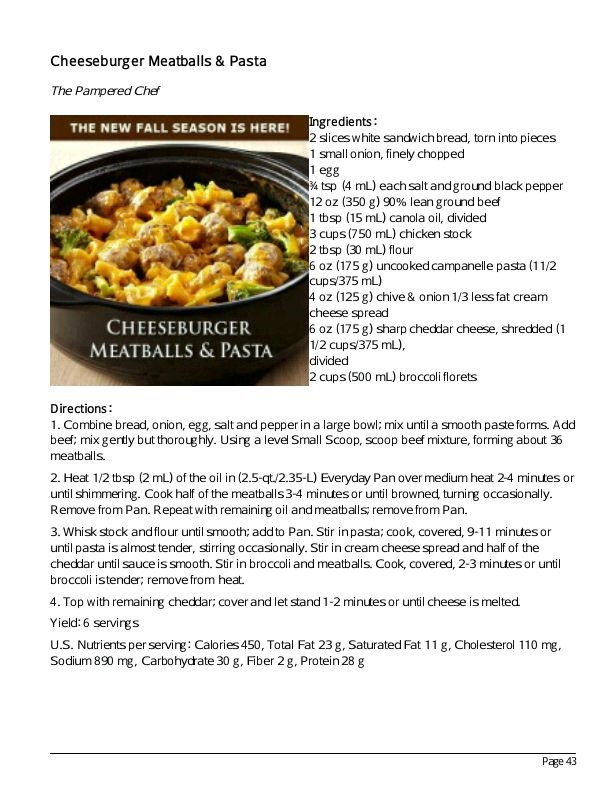 Cheeseburger Meatballs & Pasta
The Pampered Chef
THE NEW FALL SEASON IS HERE!
CHEESEBURGER
MEATBALLS & PASTA
Ingredients:
2 slices white sandwich bread, torn into pieces
1 small onion, finely chopped
1 egg
¾ tsp (4 mL) each salt and ground black pepper
12 oz (350 g) 90% lean ground beef
1 tbsp (15 mL) canola oil, divided
3 cups (750 mL) chicken stock
2 tbsp (30 mL) flour
6 oz (175 g) uncooked campanelle pasta (11/2
cups/375 mL)
4 oz (125 g) chive & onion 1/3 less fat cream
cheese spread
6 oz (175 g) sharp cheddar cheese, shredded (1
1/2 cups/375 mL),
divided
2 cups (500 mL) broccoli florets
Directions:
1. Combine bread, onion, egg, salt and pepper in a large bowl; mix until a smooth paste forms. Add
beef; mix gently but thoroughly. Using a level Small Scoop, scoop beef mixture, forming about 36
meatballs.
2. Heat 1/2 tbsp (2 mL) of the oil in (2.5-qt./2.35-L) Everyday Pan over medium heat 2-4 minutes or
until shimmering. Cook half of the meatballs 3-4 minutes or until browned, turning occasionally.
Remove from Pan. Repeat with remaining oil and meatballs; remove from Pan.
3. Whisk stock and flour until smooth; add to Pan. Stir in pasta; cook, covered, 9-11 minutes or
until pasta is almost tender, stirring occasionally. Stir in cream cheese spread and half of the
cheddar until sauce is smooth. Stir in broccoli and meatballs. Cook, covered, 2-3 minutes or until
broccoli is tender; remove from heat.
4. Top with remaining cheddar; cover and let stand 1-2 minutes or until cheese is melted.
Yield: 6 servings
U.S. Nutrients per serving: Calories 450, Total Fat 23 g, Saturated Fat 11 g, Cholesterol 110 mg,
Sodium 890 mg, Carbohydrate 30 g, Fiber 2 g, Protein 28 g
Page 43